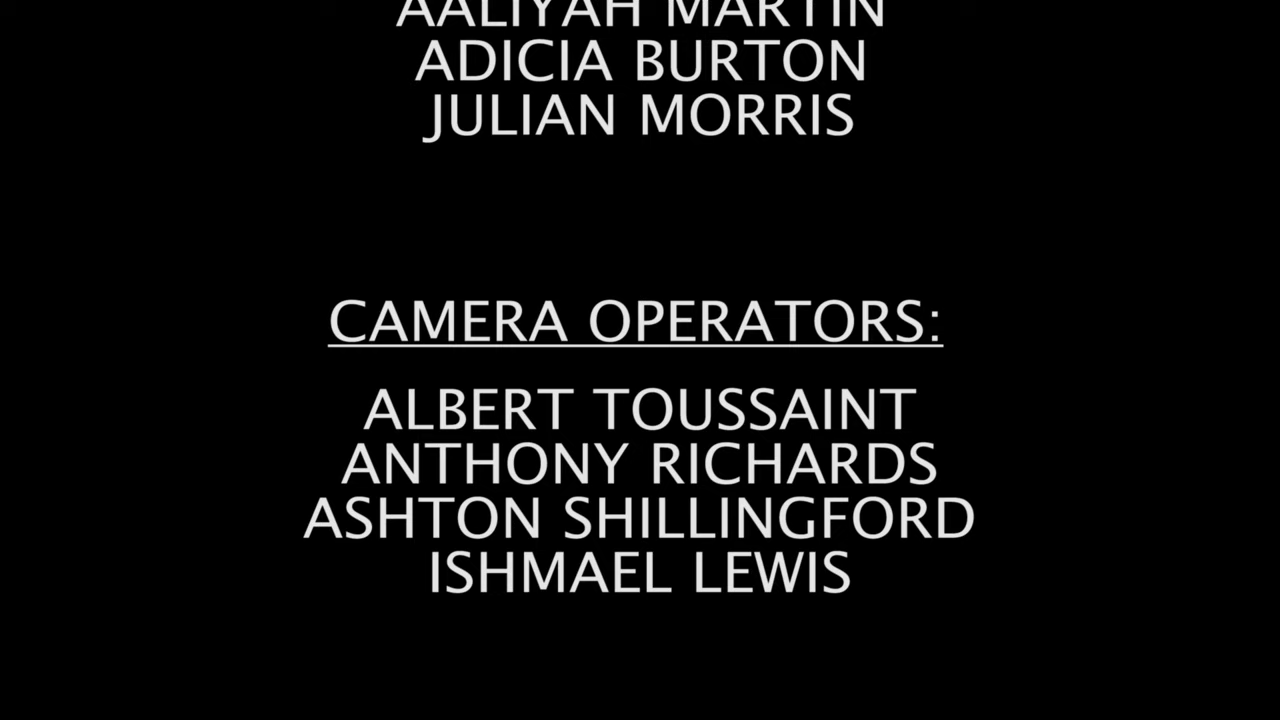 AALIYAH MARTIN
ADICIA BURTON
JULIAN MORRIS
CAMERA OPERATORS:
ALBERT TOUSSAINT
ANTHONY RICHARDS
ASHTON SHILLINGFORD
ISHMAEL LEWIS